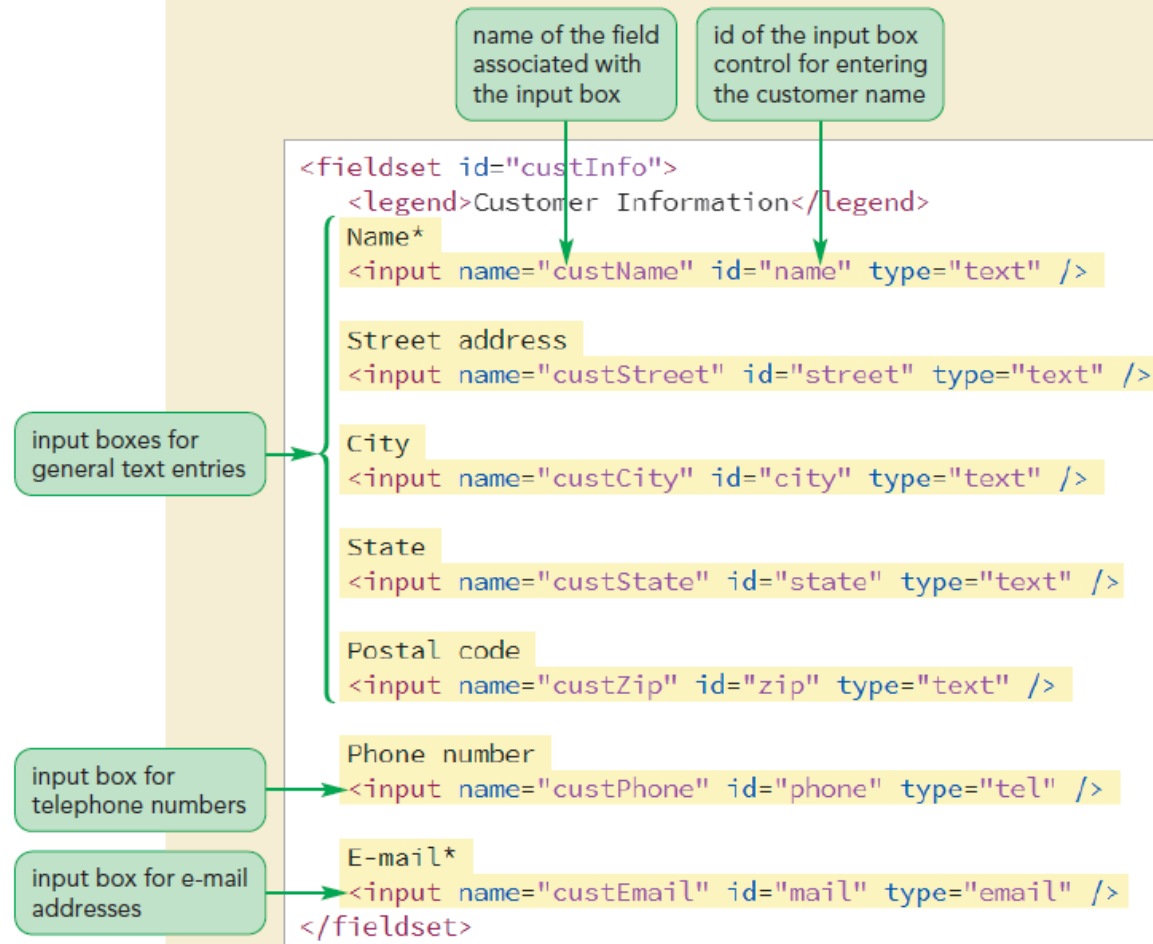 name of the field
associated with
the input box
id of the input box
control for entering
the customer name
<fieldset id="custInfo">
<legend>Customer Information</legend>
Name*
<input name="custName" id="name" type="text" />
Street address
<input name="custStreet" id="street" type="text" />
City
<input name="custCity" id="city" type="text" />
State
<input name="custState" id="state" type="text" />
Postal code
<input name="custZip" id="zip" type="text" />
Phone number
<input name="custPhone" id="phone" type="tel" />
E-mail*
<input name="custEmail" id="mail" type="email" />
</fieldset>
input boxes for
general text entries
input box for
telephone numbers
input box for e-mail
addresses